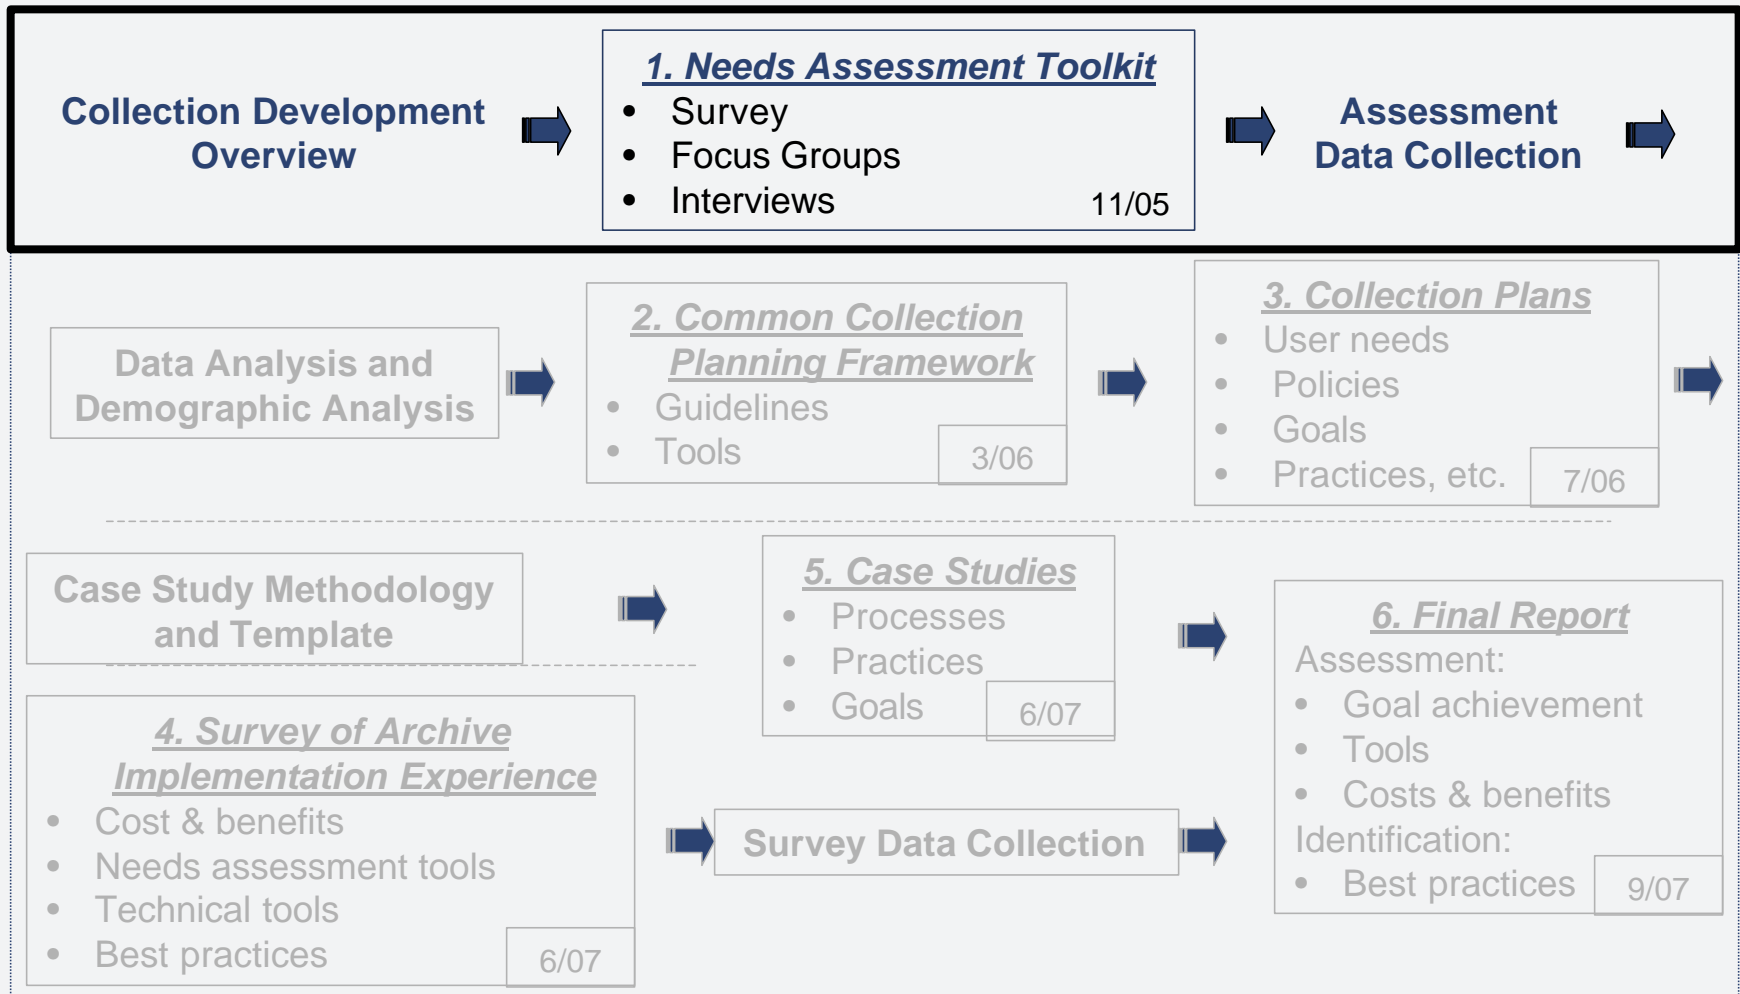 Collection Development
Overview
1. Needs Assessment Toolkit
• Survey
• Focus Groups
• Interviews
11/05
Assessment
Data Collection
Data Analysis and
Demographic Analysis
2. Common Collection
Planning Framework
• Guidelines
• Tools
3/06
3. Collection Plans
• User needs
• Policies
• Goals
• Practices, etc.
7/06
Case Study Methodology
and Template
5. Case Studies
• Processes
• Practices
• Goals
6/07
4. Survey of Archive
Implementation Experience
• Cost & benefits
• Needs assessment tools
• Technical tools
• Best practices
6/07
Survey Data Collection
6. Final Report
Assessment:
• Goal achievement
• Tools
• Costs & benefits
Identification:
• Best practices
9/07